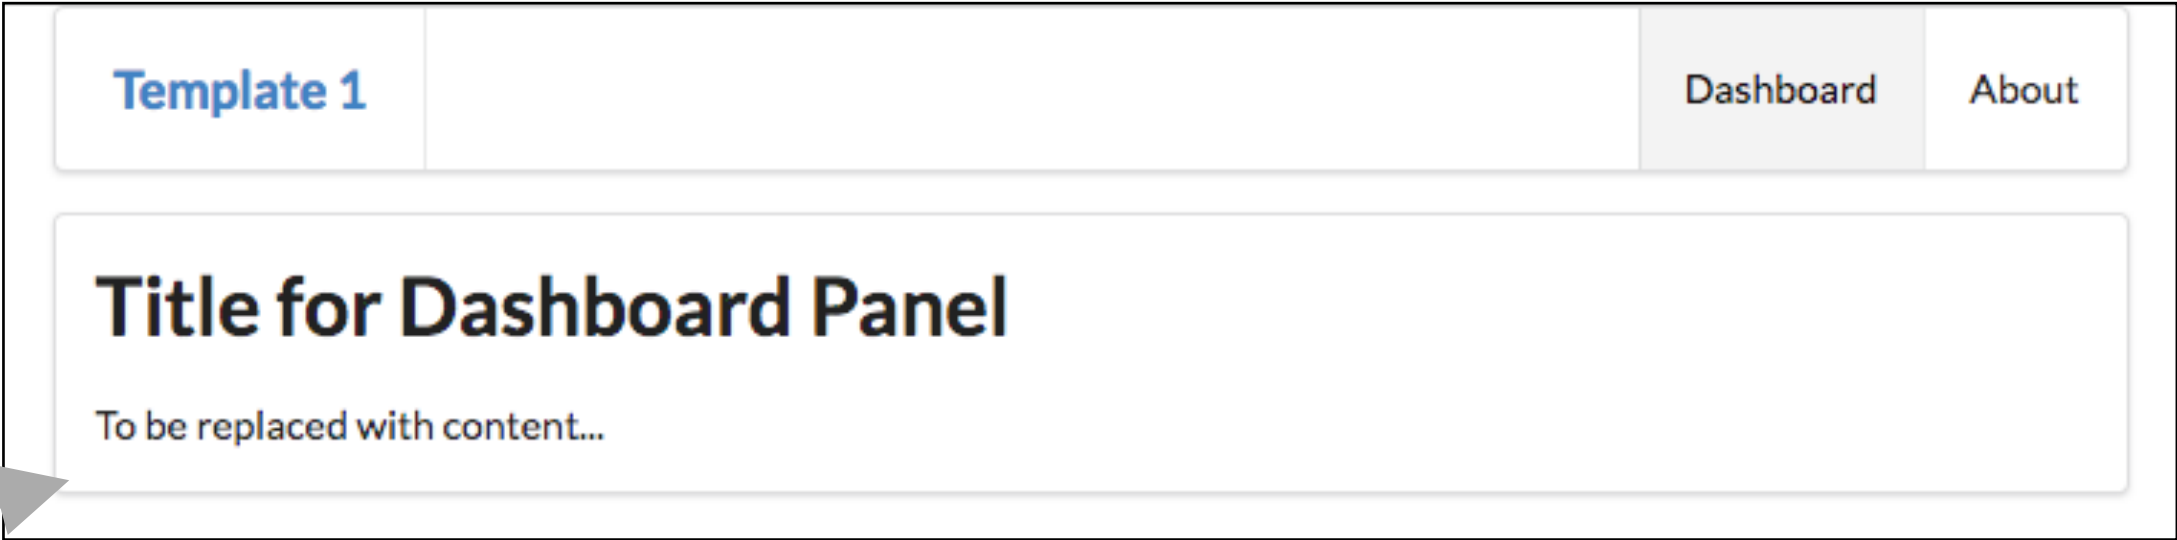 Template 1
Dashboard
About
Title for Dashboard Panel
To be replaced with content...